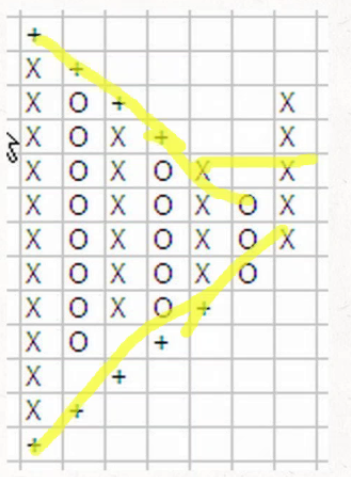 +
X +
X O + X
X O X + X
X O X O X X
X O X O X O X
X O X O X O X
X O X O X O
X O X O +
X O +
X +
X +
+